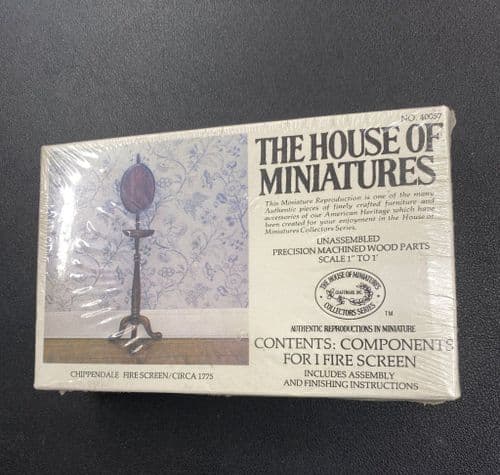 NO. 40057
THE HOUSE OF
MINIATURES
This Miniature Reproduction is one of the many
Authentic pieces of finely crafted furniture and
accessories of our American Heritage which have
been created for your enjoyment in the House of
Miniatures Collectors Series.
UNASSEMBLED
PRECISION MACHINED WOOD PARTS
SCALE 1" TO 1'
THE HOUSE OF MINIATURES
CRAFTWARE, INC.
COLLECTORS SERIES
TM
AUTHENTIC REPRODUCTIONS IN MINIATURE
CONTENTS: COMPONENTS
FOR 1 FIRE SCREEN
INCLUDES ASSEMBLY
AND FINISHING INSTRUCTIONS
CHIPPENDALE FIRE SCREEN/CIRCA 1775